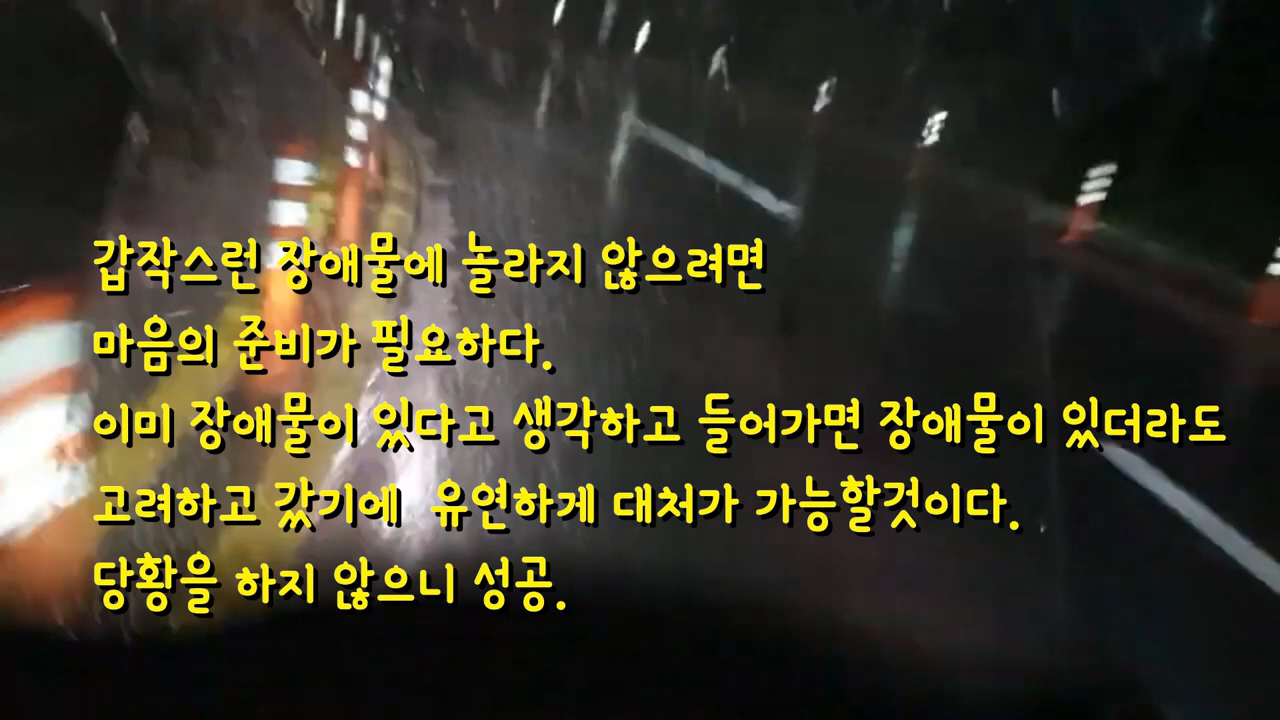 갑작스런 장애물에 놀라지 않으려면
마음의 준비가 필요하다.
이미 장애물이 있다고 생각하고 들어가면 장애물이 있더라도
고려하고 갔기에 유연하게 대처가 가능할것이다.
당황을 하지 않으니 성공.